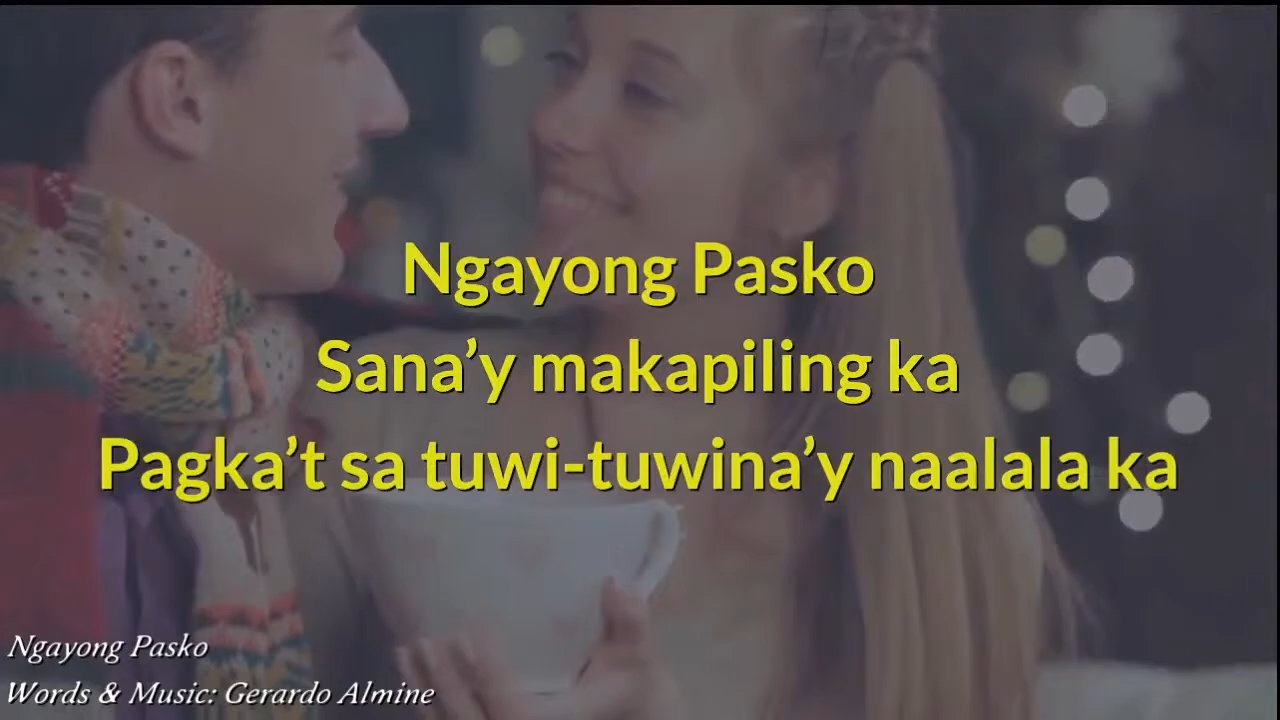 Ngayong Pasko
Sana’y makapiling ka
Pagka’t sa tuwi-tuwina’y naalala ka
Ngayong Pasko
Words & Music: Gerardo Almine